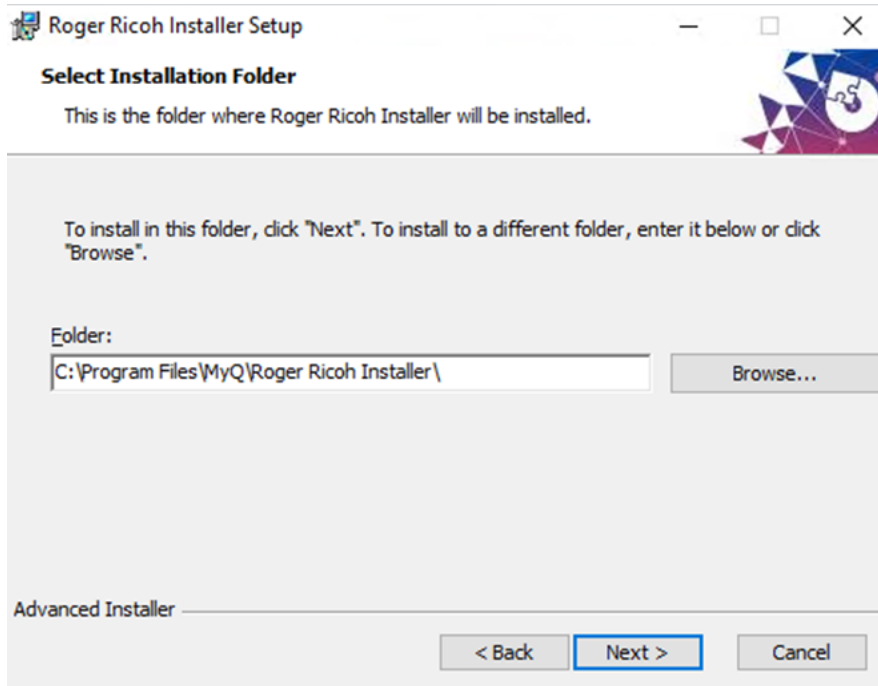 Roger Ricoh Installer Setup
Select Installation Folder
This is the folder where Roger Ricoh Installer will be installed.
To install in this folder, click "Next". To install to a different folder, enter it below or click
"Browse".
Folder:
C:\Program Files\MyQ\Roger Ricoh Installer\
Browse...
Advanced Installer
< Back
Next >
Cancel